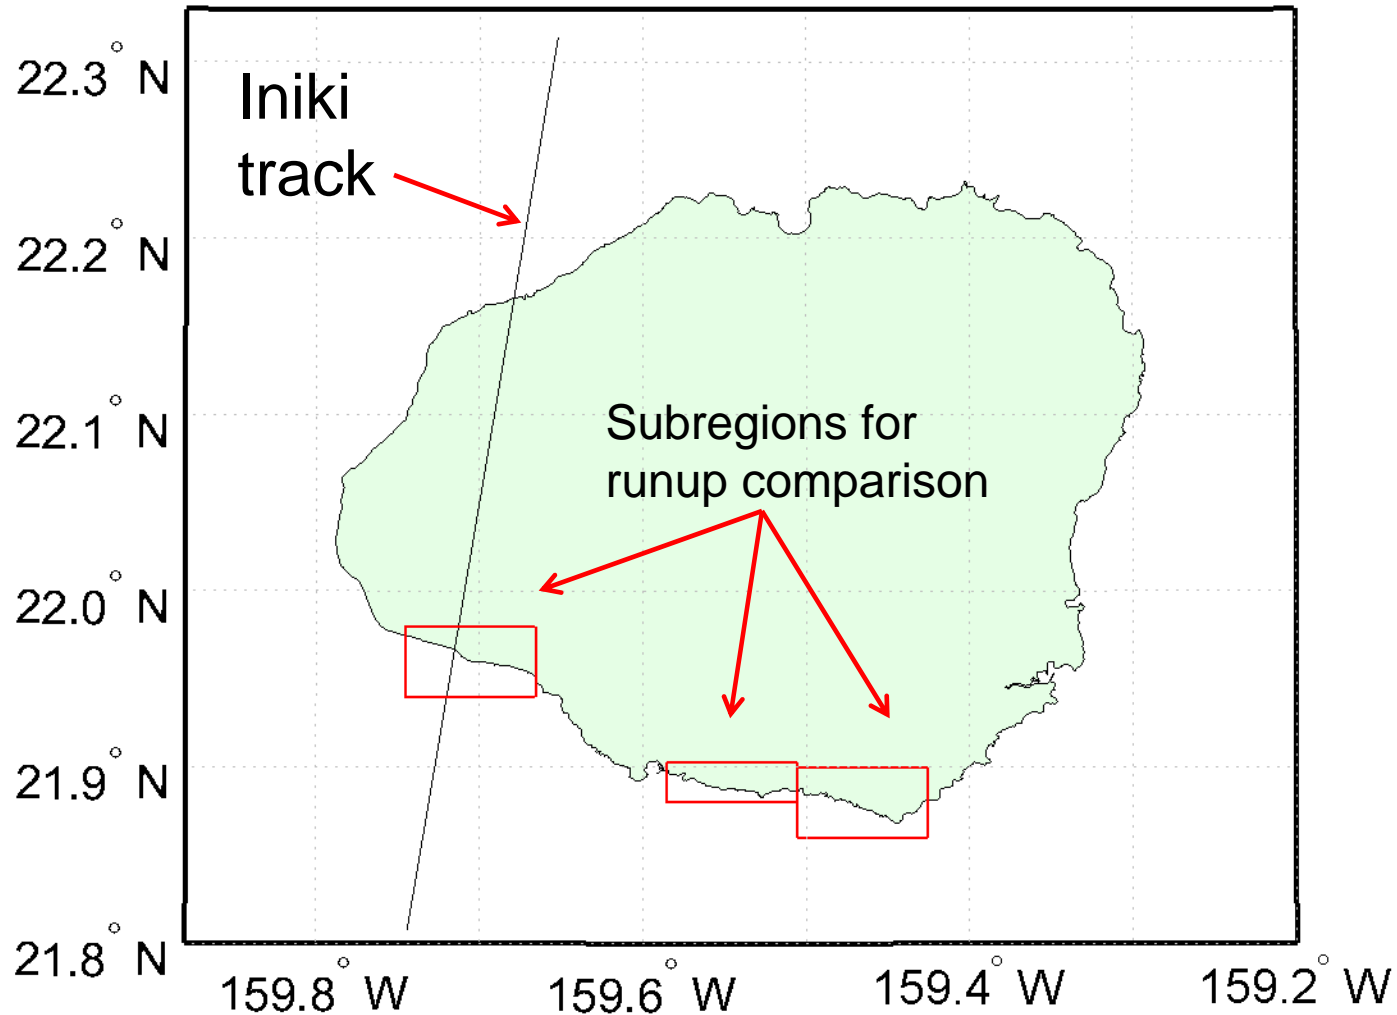 22.3° N
Iniki
track
22.2° N
22.1° N
Subregions for
runup comparison
22.0° N
21.9° N
21.8° N
159.8° W
159.6° W
159.4° W
159.2° W